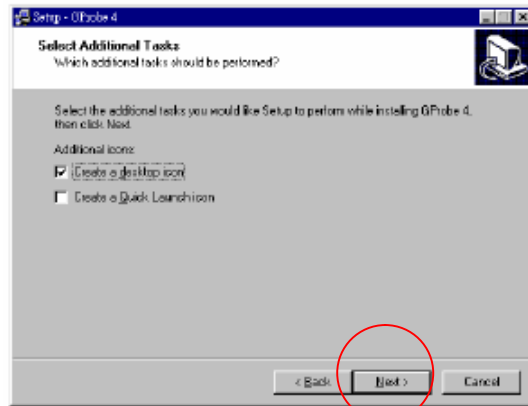 Setup - GProbe 4
Select Additional Tasks
Which additional tasks should be performed?
Select the additional tasks you would like Setup to perform while installing GProbe 4,
then click Next.
Additional icons:
Create a desktop icon
Create a Quick Launch icon
< Back
Next >
Cancel